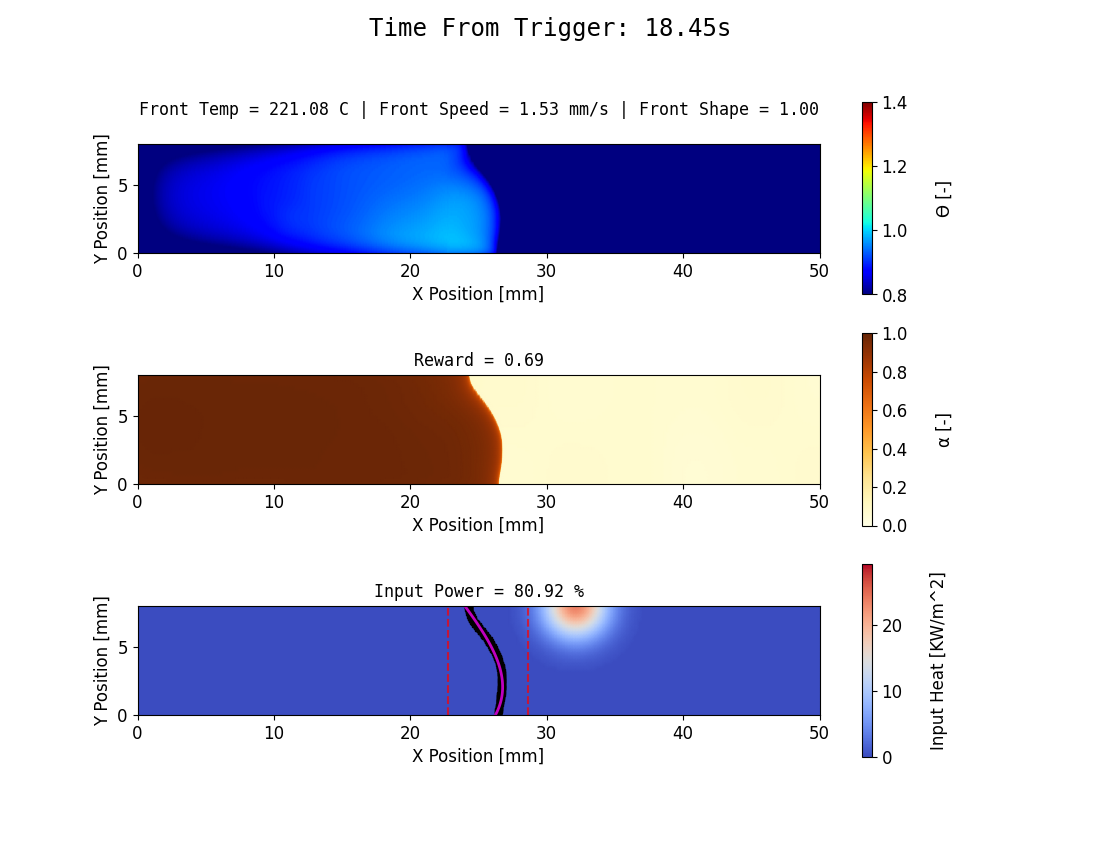 Time From Trigger: 18.45s
Front Temp = 221.08 C | Front Speed = 1.53 mm/s | Front Shape = 1.00
Y Position [mm]
5
0
0 10 20 30 40 50
X Position [mm]
1.4
1.2
1.0
0.8
Θ [-]
Reward = 0.69
Y Position [mm]
5
0
0 10 20 30 40 50
X Position [mm]
1.0
0.8
0.6
0.4
0.2
0.0
α [-]
Input Power = 80.92 %
Y Position [mm]
5
0
0 10 20 30 40 50
X Position [mm]
20
10
0
Input Heat [KW/m^2]